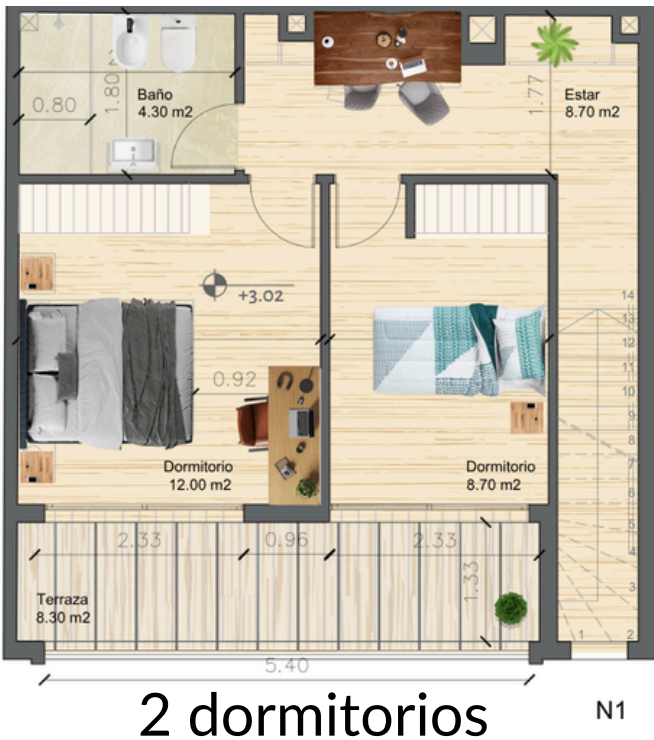 0.80
1.80
Baño
4.30 m2
1.77
Estar
8.70 m2
+3.02
0.92
Dormitorio
12.00 m2
Dormitorio
8.70 m2
14
13
12
11
10
9
8
7
6
5
4
3
2
1
2.33
0.96
2.33
1.33
Terraza
8.30 m2
5.40
2 dormitorios
N1